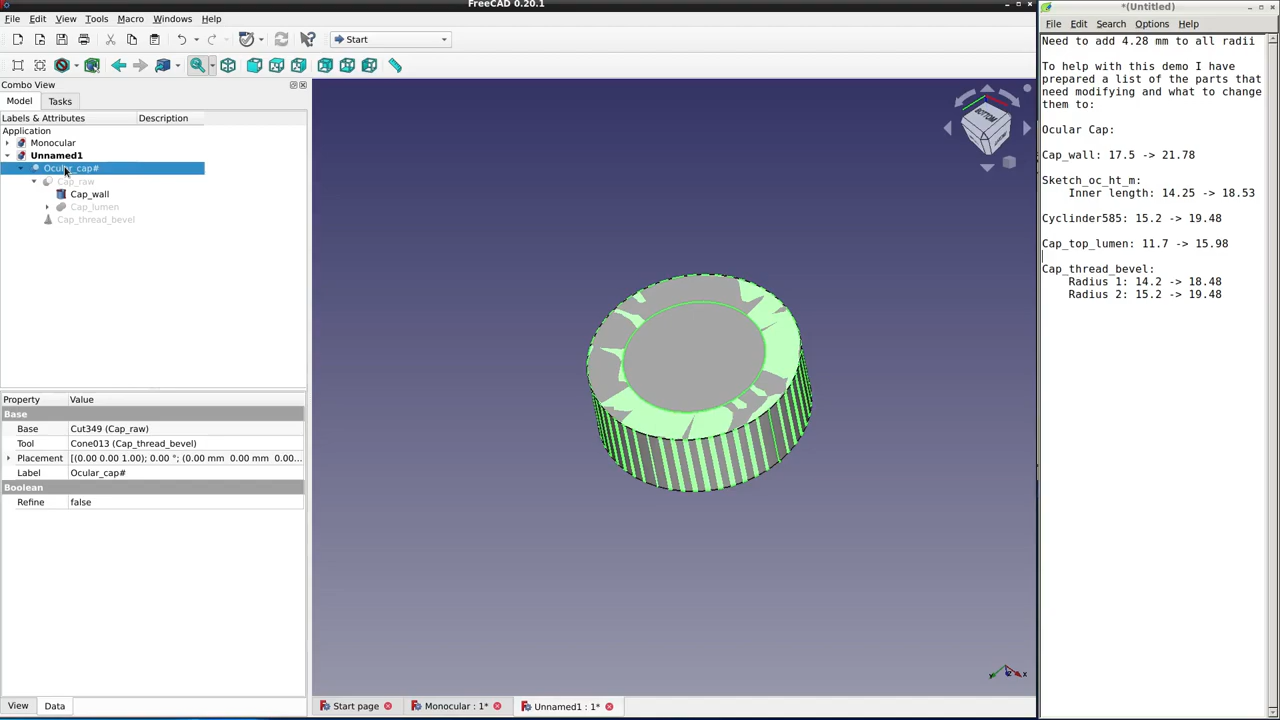 FreeCAD 0.20.1
File Edit View Tools Macro Windows Help
Start
Combo View
Model Tasks
Labels & Attributes Description
Application
Monocular
Unnamed1
Ocular_cap#
Cap_raw
Cap_wall
Cap_lumen
Cap_thread_bevel
Property Value
Base
Base Cut349 (Cap_raw)
Tool Cone013 (Cap_thread_bevel)
Placement [(0.00 0.00 1.00); 0.00 °; (0.00 mm 0.00 mm 0.00...
Label Ocular_cap#
Boolean
Refine false
View Data
BOTTOM
Y Z X
Start page Monocular : 1* Unnamed1 : 1*
*(Untitled)
File Edit Search Options Help
Need to add 4.28 mm to all radii
To help with this demo I have
prepared a list of the parts that
need modifying and what to change
them to:
Ocular Cap:
Cap_wall: 17.5 -> 21.78
Sketch_oc_ht_m:
Inner length: 14.25 -> 18.53
Cylinder585: 15.2 -> 19.48
Cap_top_lumen: 11.7 -> 15.98
Cap_thread_bevel:
Radius 1: 14.2 -> 18.48
Radius 2: 15.2 -> 19.48